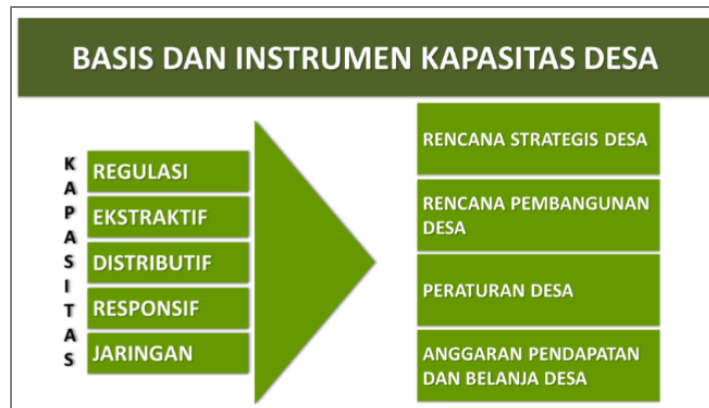 BASIS DAN INSTRUMEN KAPASITAS DESA
KAPASITAS
REGULASI
EKSTRAKTIF
DISTRIBUTIF
RESPONSIF
JARINGAN
RENCANA STRATEGIS DESA
RENCANA PEMBANGUNAN
DESA
PERATURAN DESA
ANGGARAN PENDAPATAN
DAN BELANJA DESA